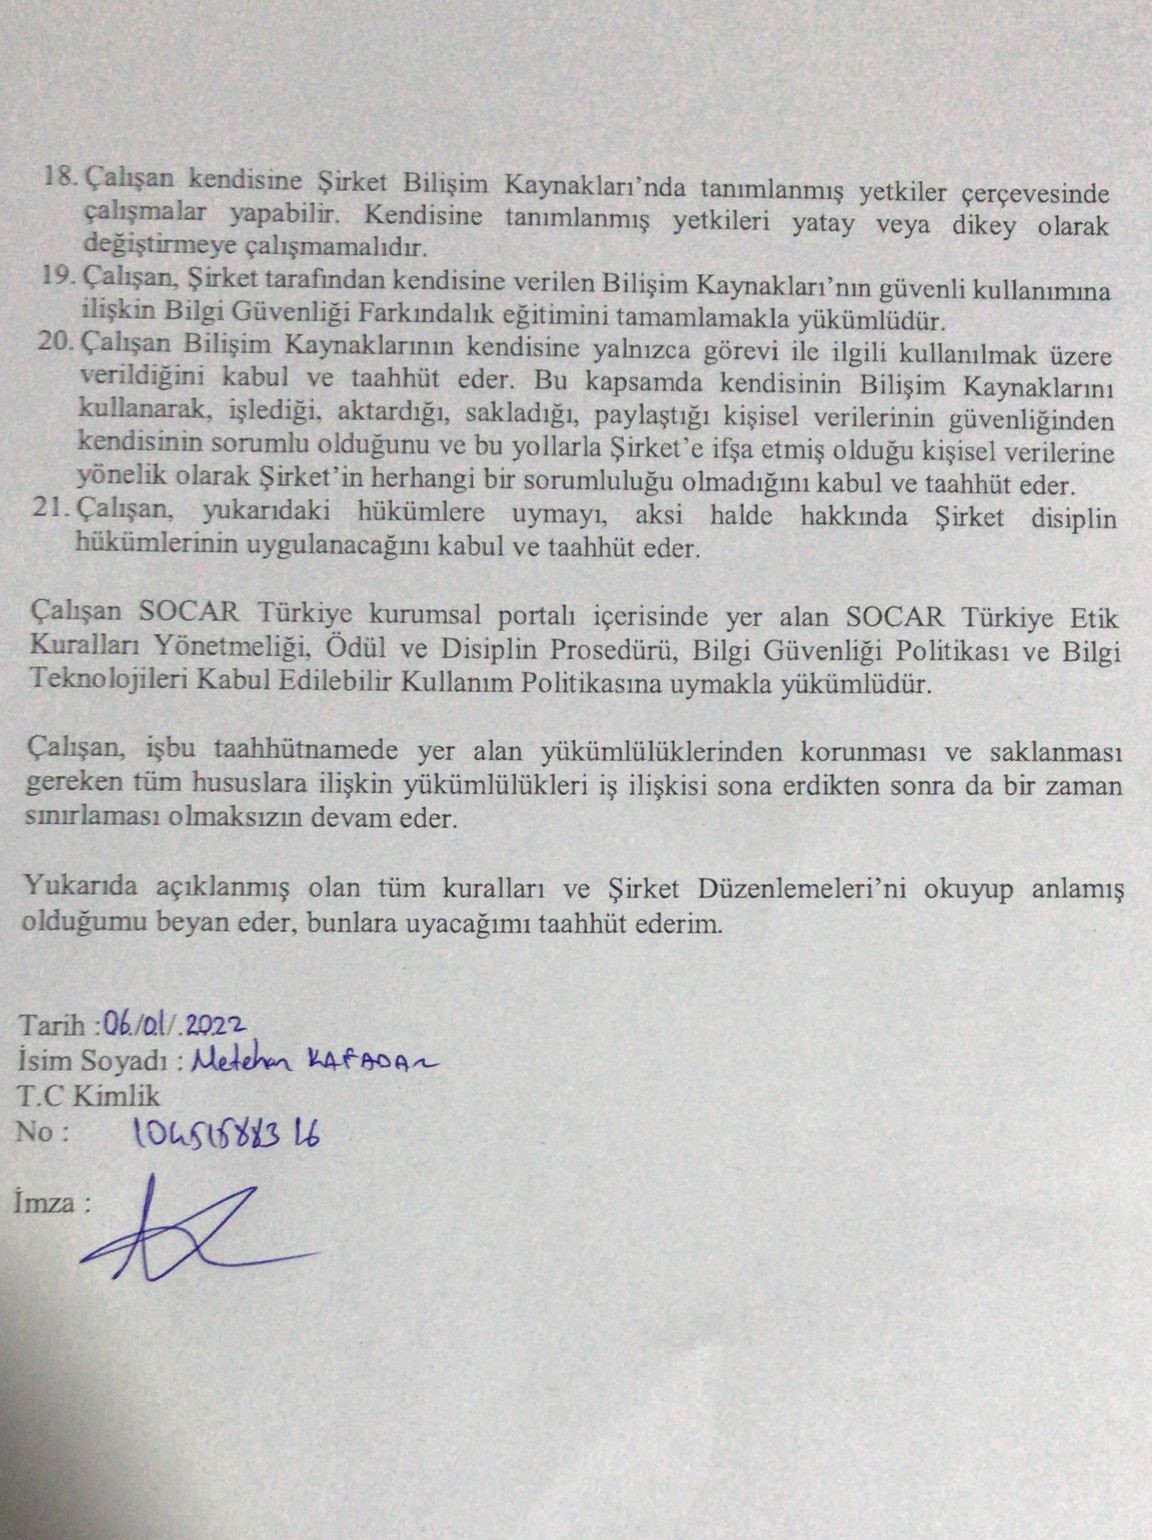 18. Çalışan kendisine Şirket Bilişim Kaynakları’nda tanımlanmış yetkiler çerçevesinde
çalışmalar yapabilir. Kendisine tanımlanmış yetkileri yatay veya dikey olarak
değiştirmeye çalışmamalıdır.
19. Çalışan, Şirket tarafından kendisine verilen Bilişim Kaynakları’nın güvenli kullanımına
ilişkin Bilgi Güvenliği Farkındalık eğitimini tamamlamakla yükümlüdür.
20. Çalışan Bilişim Kaynaklarının kendisine yalnızca görevi ile ilgili kullanılmak üzere
verildiğini kabul ve taahhüt eder. Bu kapsamda kendisinin Bilişim Kaynaklarını
kullanarak, işlediği, aktardığı, sakladığı, paylaştığı kişisel verilerinin güvenliğinden
kendisinin sorumlu olduğunu ve bu yollarla Şirket’e ifşa etmiş olduğu kişisel verilerine
yönelik olarak Şirket’in herhangi bir sorumluluğu olmadığını kabul ve taahhüt eder.
21. Çalışan, yukarıdaki hükümlere uymayı, aksi halde hakkında Şirket disiplin
hükümlerinin uygulanacağını kabul ve taahhüt eder.
Çalışan SOCAR Türkiye kurumsal portalı içerisinde yer alan SOCAR Türkiye Etik
Kuralları Yönetmeliği, Ödül ve Disiplin Prosedürü, Bilgi Güvenliği Politikası ve Bilgi
Teknolojileri Kabul Edilebilir Kullanım Politikasına uymakla yükümlüdür.
Çalışan, işbu taahhütnamede yer alan yükümlülüklerinden korunması ve saklanması
gereken tüm hususlara ilişkin yükümlülükleri iş ilişkisi sona erdikten sonra da bir zaman
sınırlaması olmaksızın devam eder.
Yukarıda açıklanmış olan tüm kuralları ve Şirket Düzenlemeleri’ni okuyup anlamış
olduğumu beyan eder, bunlara uyacağımı taahhüt ederim.
Tarih :06./01/.2022
İsim Soyadı : Metehan KAFADAR
T.C Kimlik
No : 10451588316
İmza :